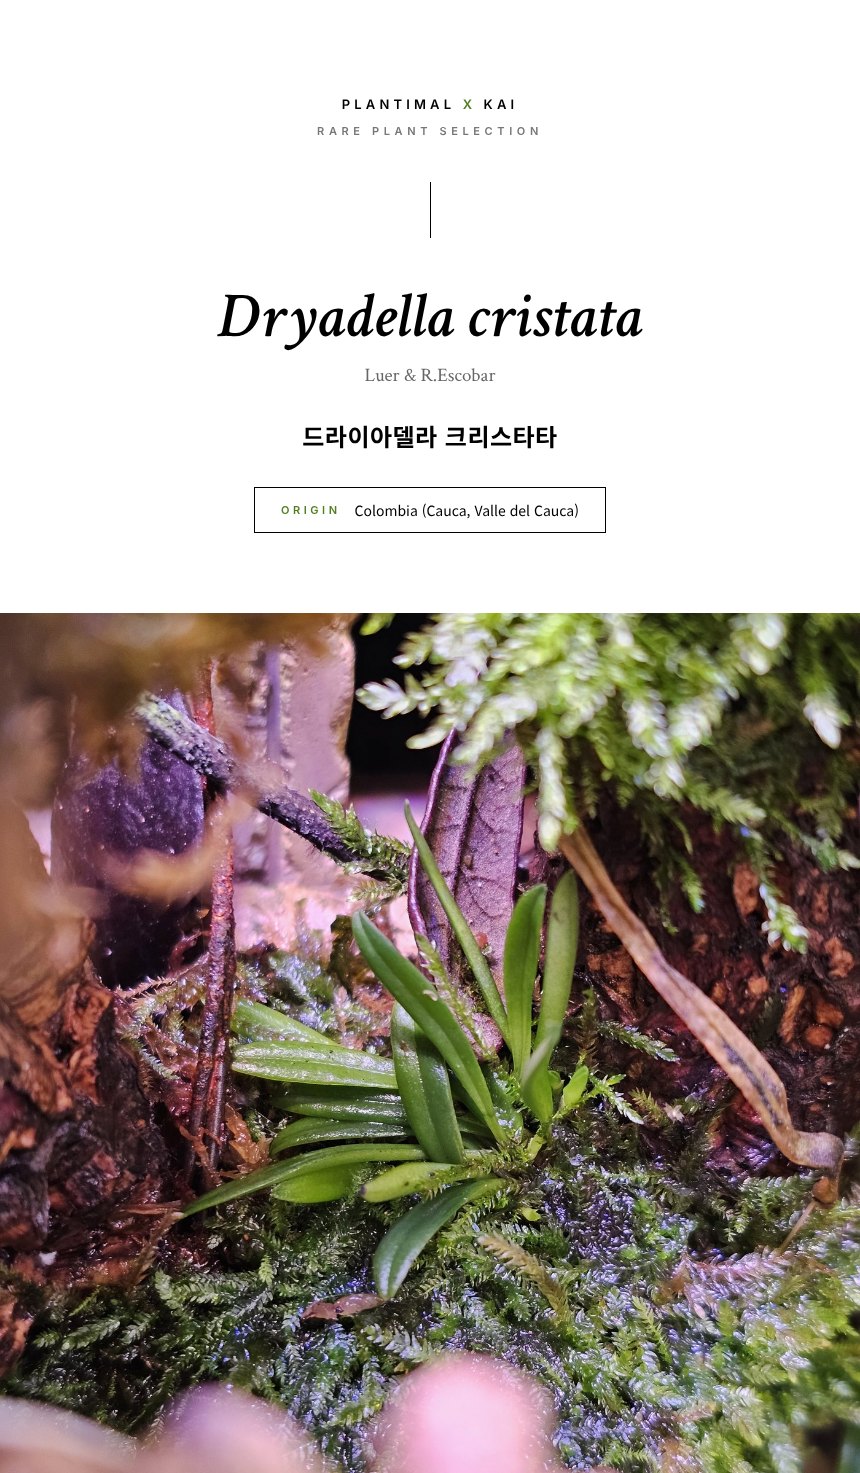 PLANTIMAL X KAI
RARE PLANT SELECTION
Dryadella cristata
Luer & R.Escobar
드라이아델라 크리스타타
ORIGIN Colombia (Cauca, Valle del Cauca)